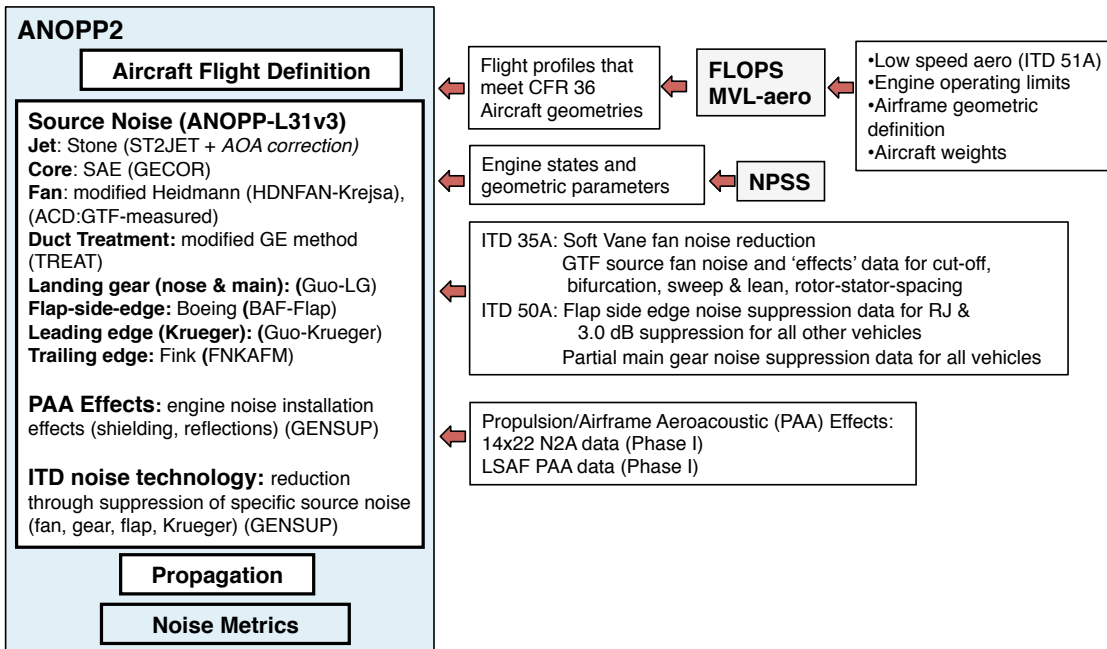 ANOPP2
Aircraft Flight Definition
Source Noise (ANOPP-L31v3)
Jet: Stone (ST2JET + AOA correction)
Core: SAE (GECOR)
Fan: modified Heidmann (HDNFAN-Krejsa),
(ACD:GTF-measured)
Duct Treatment: modified GE method
(TREAT)
Landing gear (nose & main): (Guo-LG)
Flap-side-edge: Boeing (BAF-Flap)
Leading edge (Krueger): (Guo-Krueger)
Trailing edge: Fink (FNKAFM)
PAA Effects: engine noise installation
effects (shielding, reflections) (GENSUP)
ITD noise technology: reduction
through suppression of specific source noise
(fan, gear, flap, Krueger) (GENSUP)
Propagation
Noise Metrics
Flight profiles that
meet CFR 36
Aircraft geometries
FLOPS
MVL-aero
•Low speed aero (ITD 51A)
•Engine operating limits
•Airframe geometric
definition
•Aircraft weights
Engine states and
geometric parameters
NPSS
ITD 35A: Soft Vane fan noise reduction
GTF source fan noise and ‘effects’ data for cut-off,
bifurcation, sweep & lean, rotor-stator-spacing
ITD 50A: Flap side edge noise suppression data for RJ &
3.0 dB suppression for all other vehicles
Partial main gear noise suppression data for all vehicles
Propulsion/Airframe Aeroacoustic (PAA) Effects:
14x22 N2A data (Phase I)
LSAF PAA data (Phase I)